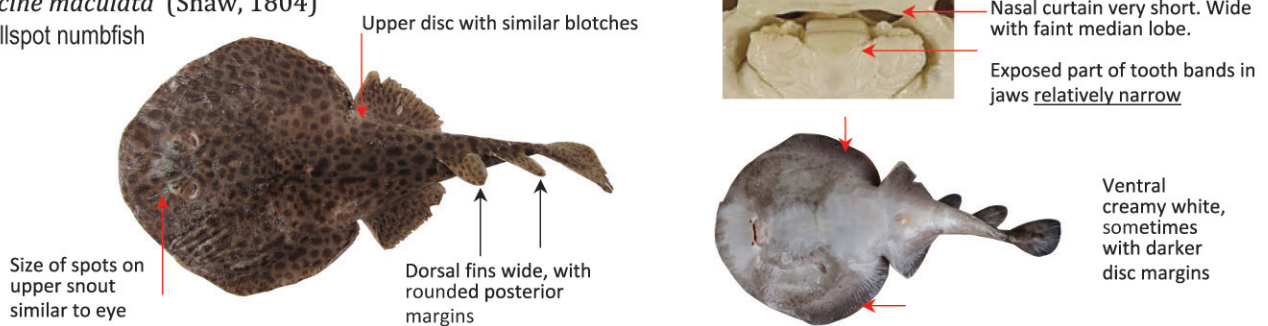 cine maculata (Shaw, 1804)
llspot numbfish
Upper disc with similar blotches
Size of spots on
upper snout
similar to eye
Dorsal fins wide, with
rounded posterior
margins
Nasal curtain very short. Wide
with faint median lobe.
Exposed part of tooth bands in
jaws relatively narrow
Ventral
creamy white,
sometimes
with darker
disc margins